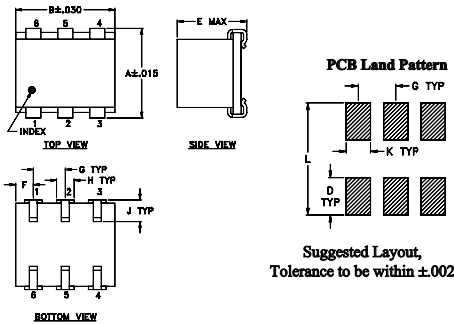 B±.030
E MAX
6 5 4
A±.015
INDEX
1 2 3
TOP VIEW
SIDE VIEW
PCB Land Pattern
G TYP
K TYP
L
D
TYP
Suggested Layout,
Tolerance to be within ±.002
G TYP
H TYP
F
1 2 3
J TYP
6 5 4
BOTTOM VIEW